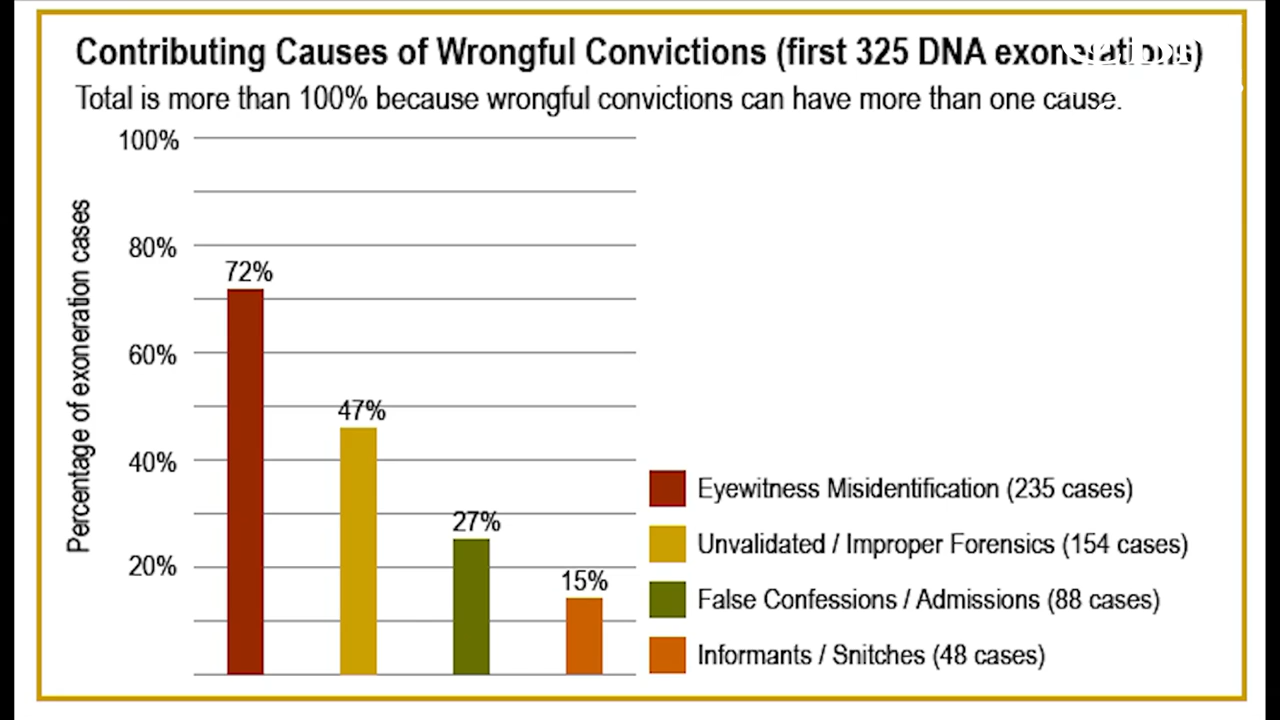 Contributing Causes of Wrongful Convictions (first 325 DNA exonerations)
Total is more than 100% because wrongful convictions can have more than one cause.
Percentage of exoneration cases
100%
80%
60%
40%
20%
72%
47%
27%
15%
Eyewitness Misidentification (235 cases)
Unvalidated / Improper Forensics (154 cases)
False Confessions / Admissions (88 cases)
Informants / Snitches (48 cases)